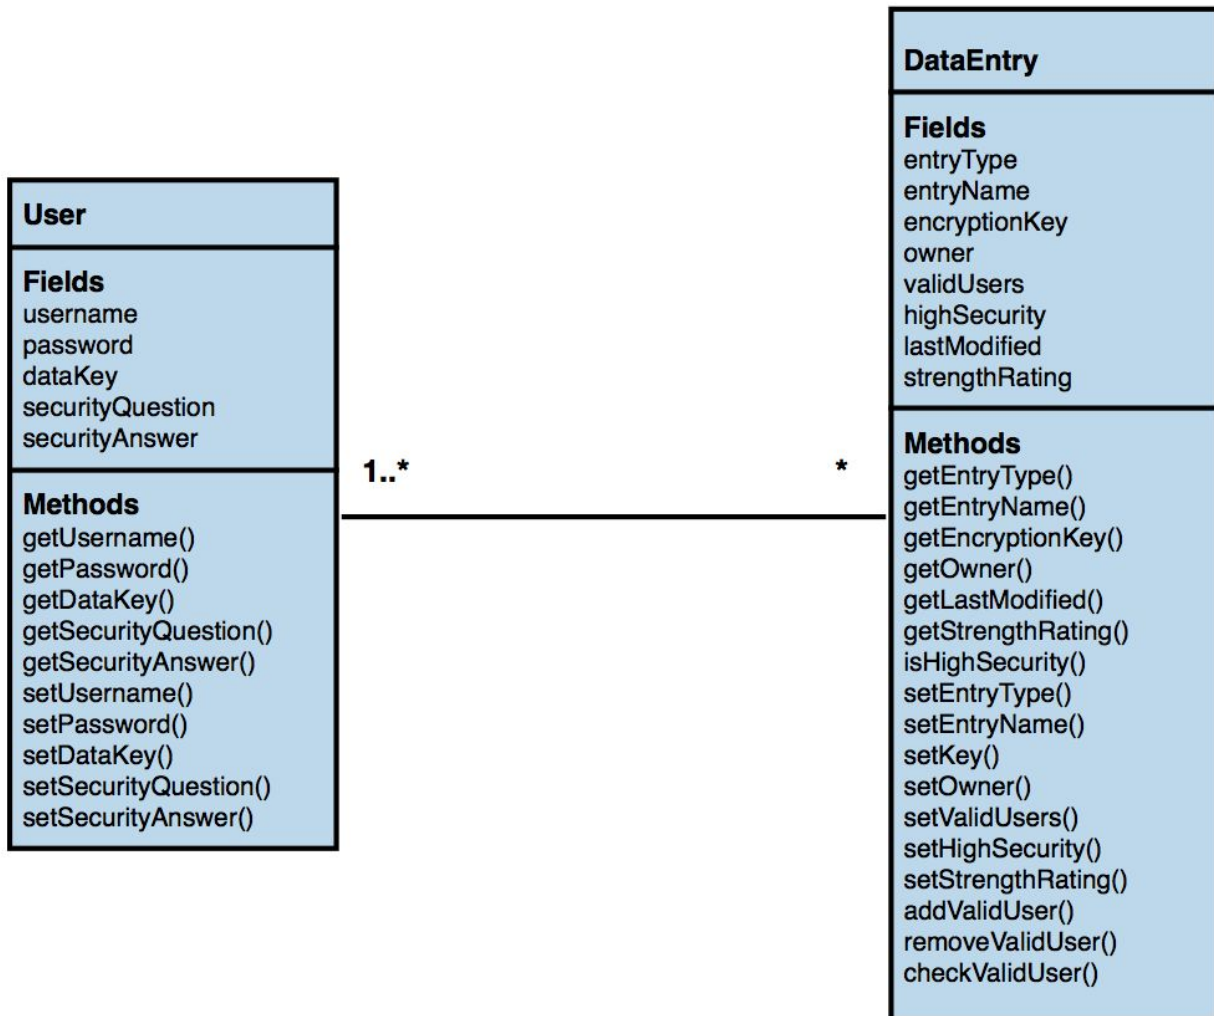 User
Fields
username
password
dataKey
securityQuestion
securityAnswer
Methods
getUsername()
getPassword()
getDataKey()
getSecurityQuestion()
getSecurityAnswer()
setUsername()
setPassword()
setDataKey()
setSecurityQuestion()
setSecurityAnswer()
1..*
*
DataEntry
Fields
entryType
entryName
encryptionKey
owner
validUsers
highSecurity
lastModified
strengthRating
Methods
getEntryType()
getEntryName()
getEncryptionKey()
getOwner()
getLastModified()
getStrengthRating()
isHighSecurity()
setEntryType()
setEntryName()
setKey()
setOwner()
setValidUsers()
setHighSecurity()
setStrengthRating()
addValidUser()
removeValidUser()
checkValidUser()